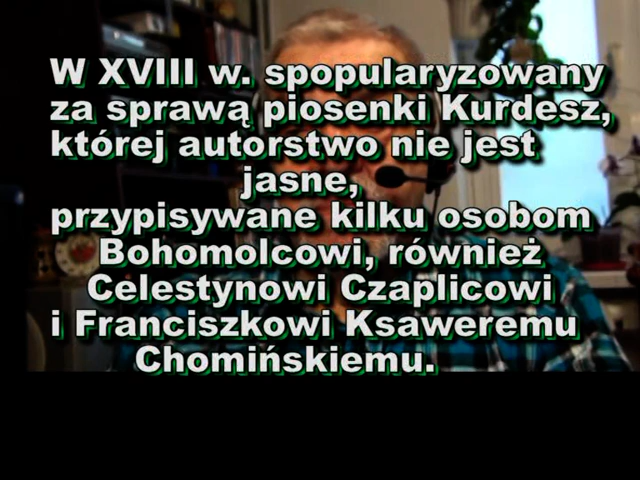 W XVIII w. spopularyzowany
za sprawą piosenki Kurdesz,
której autorstwo nie jest
jasne,
przypisywane kilku osobom
Bohomolcowi, również
Celestynowi Czaplicowi
i Franciszkowi Ksaweremu
Chomińskiemu.